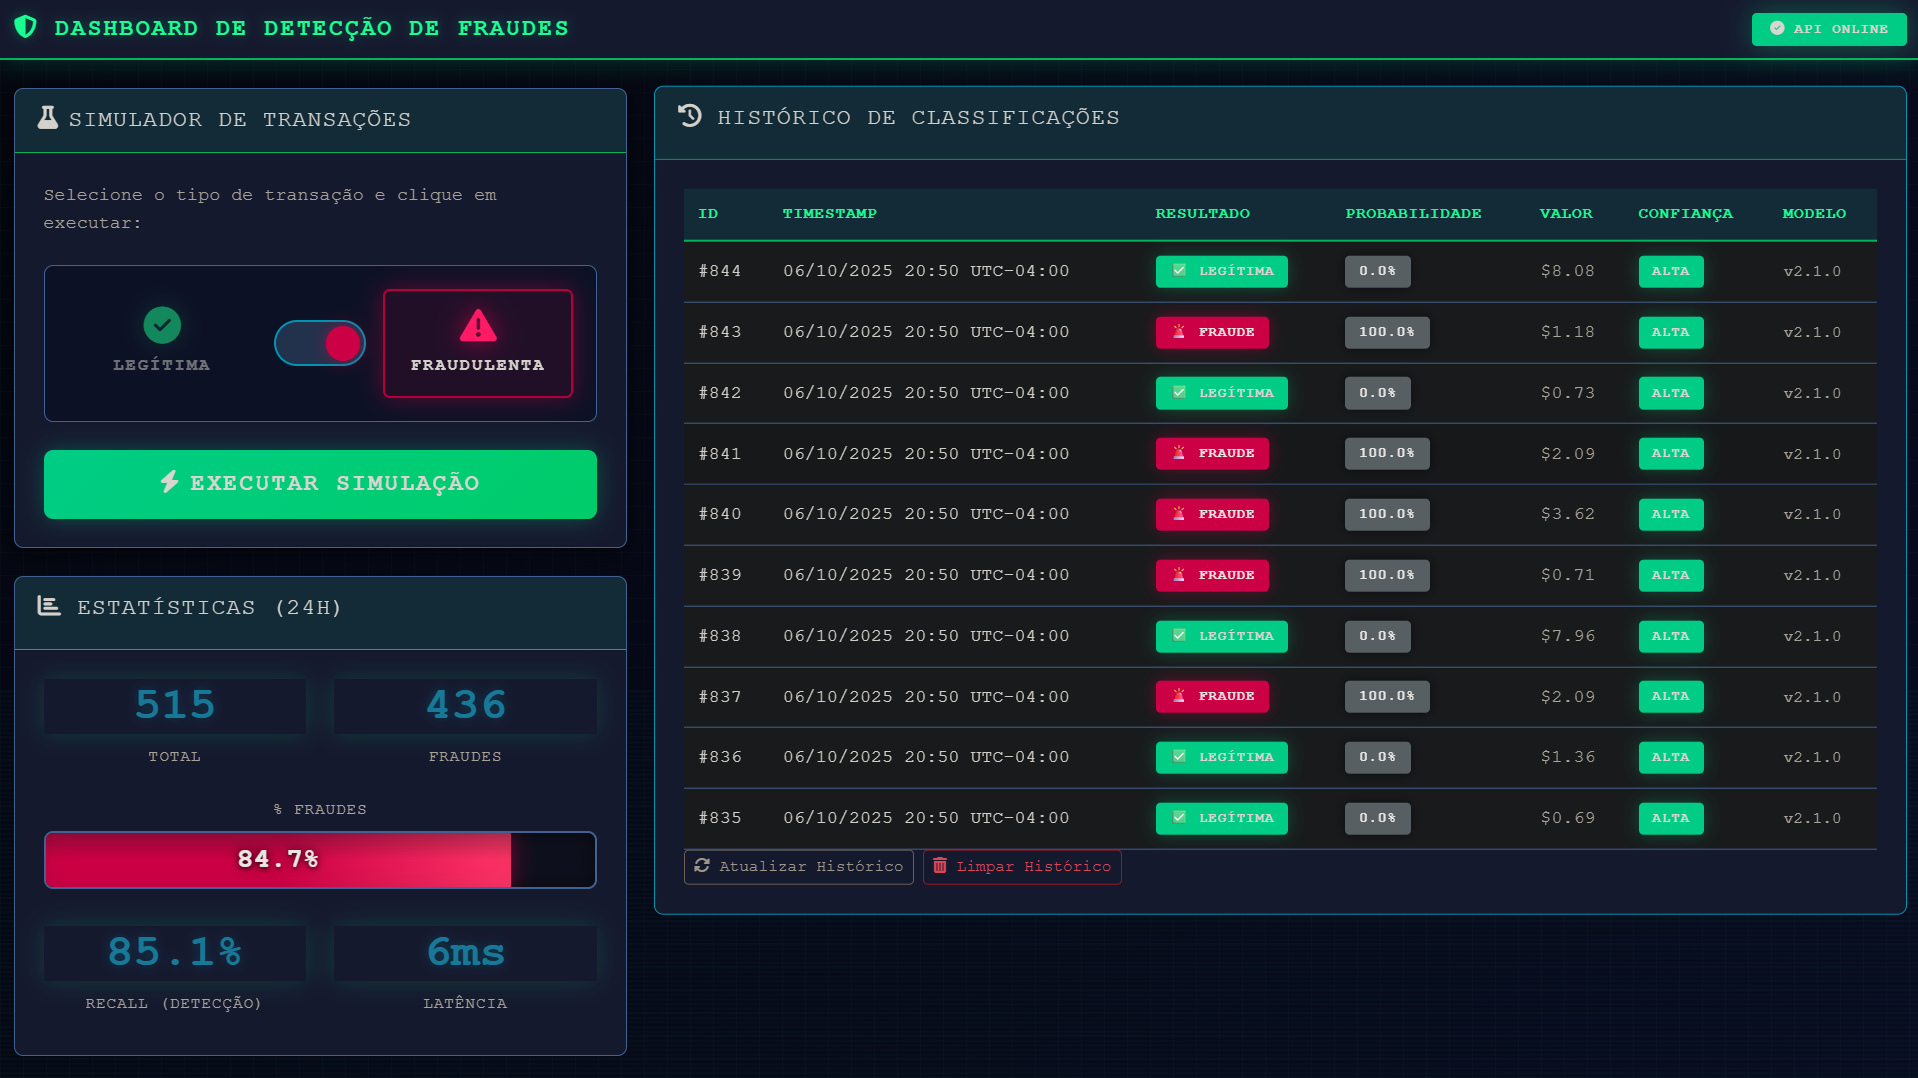 DASHBOARD DE DETECÇÃO DE FRAUDES
API ONLINE
SIMULADOR DE TRANSAÇÕES
Selecione o tipo de transação e clique em
executar:
LEGÍTIMA
FRAUDULENTA
EXECUTAR SIMULAÇÃO
ESTATÍSTICAS (24H)
515
436
TOTAL
FRAUDES
% FRAUDES
84.7%
85.1%
6ms
RECALL (DETECÇÃO)
LATÊNCIA
HISTÓRICO DE CLASSIFICAÇÕES
ID TIMESTAMP RESULTADO PROBABILIDADE VALOR CONFIANÇA MODELO
#844 06/10/2025 20:50 UTC-04:00 LEGÍTIMA 0.0% $8.08 ALTA v2.1.0
#843 06/10/2025 20:50 UTC-04:00 FRAUDE 100.0% $1.18 ALTA v2.1.0
#842 06/10/2025 20:50 UTC-04:00 LEGÍTIMA 0.0% $0.73 ALTA v2.1.0
#841 06/10/2025 20:50 UTC-04:00 FRAUDE 100.0% $2.09 ALTA v2.1.0
#840 06/10/2025 20:50 UTC-04:00 FRAUDE 100.0% $3.62 ALTA v2.1.0
#839 06/10/2025 20:50 UTC-04:00 FRAUDE 100.0% $0.71 ALTA v2.1.0
#838 06/10/2025 20:50 UTC-04:00 LEGÍTIMA 0.0% $7.96 ALTA v2.1.0
#837 06/10/2025 20:50 UTC-04:00 FRAUDE 100.0% $2.09 ALTA v2.1.0
#836 06/10/2025 20:50 UTC-04:00 LEGÍTIMA 0.0% $1.36 ALTA v2.1.0
#835 06/10/2025 20:50 UTC-04:00 LEGÍTIMA 0.0% $0.69 ALTA v2.1.0
Atualizar Histórico
Limpar Histórico